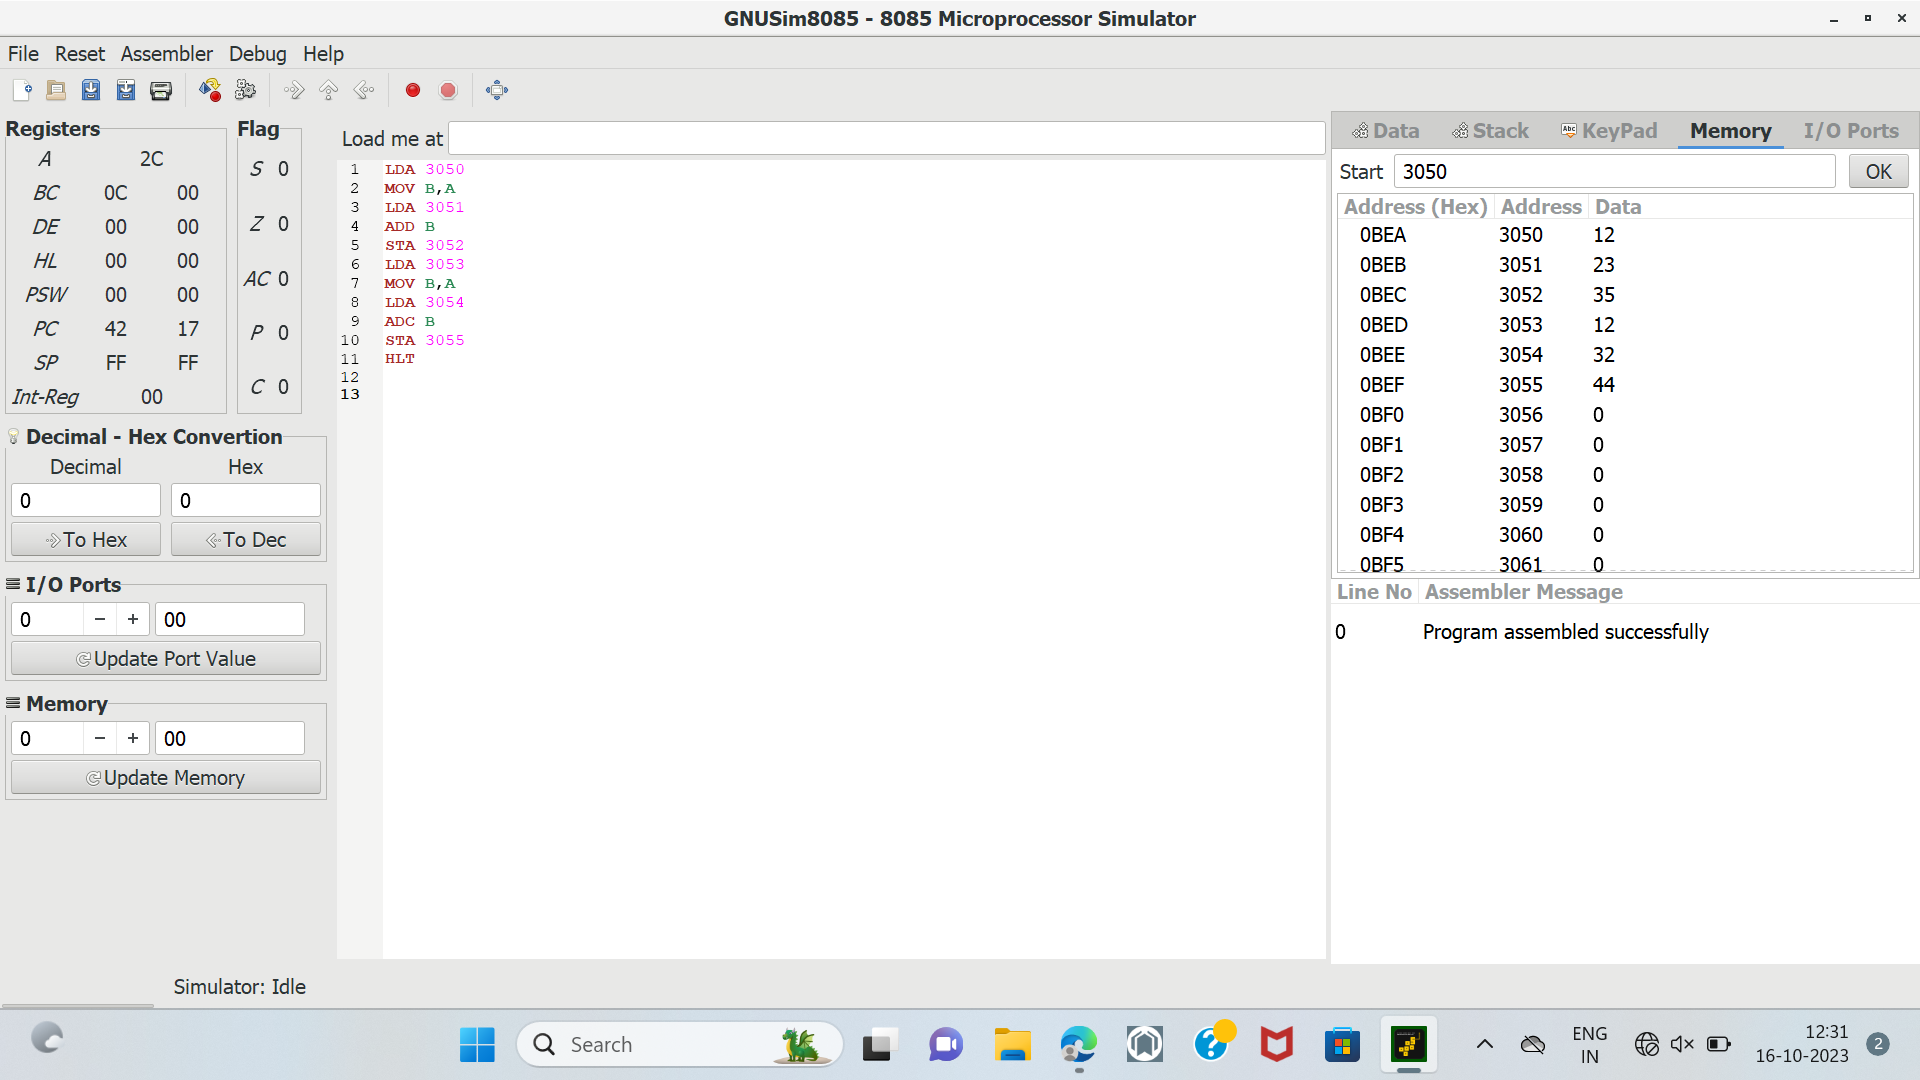 GNUSim8085 - 8085 Microprocessor Simulator
File Reset Assembler Debug Help
Registers
A 2C
BC 0C 00
DE 00 00
HL 00 00
PSW 00 00
PC 42 17
SP FF FF
Int-Reg 00
Flag
S 0
Z 0
AC 0
P 0
C 0
Decimal - Hex Convertion
Decimal Hex
0 0
To Hex To Dec
I/O Ports
0 − + 00
Update Port Value
Memory
0 − + 00
Update Memory
Load me at
1 LDA 3050
2 MOV B,A
3 LDA 3051
4 ADD B
5 STA 3052
6 LDA 3053
7 MOV B,A
8 LDA 3054
9 ADC B
10 STA 3055
11 HLT
12
13
Data Stack Abc KeyPad Memory I/O Ports
Start 3050 OK
Address (Hex) Address Data
0BEA 3050 12
0BEB 3051 23
0BEC 3052 35
0BED 3053 12
0BEE 3054 32
0BEF 3055 44
0BF0 3056 0
0BF1 3057 0
0BF2 3058 0
0BF3 3059 0
0BF4 3060 0
0BF5 3061 0
Line No Assembler Message
0 Program assembled successfully
Simulator: Idle
Search
ENG
IN
12:31
16-10-2023
2